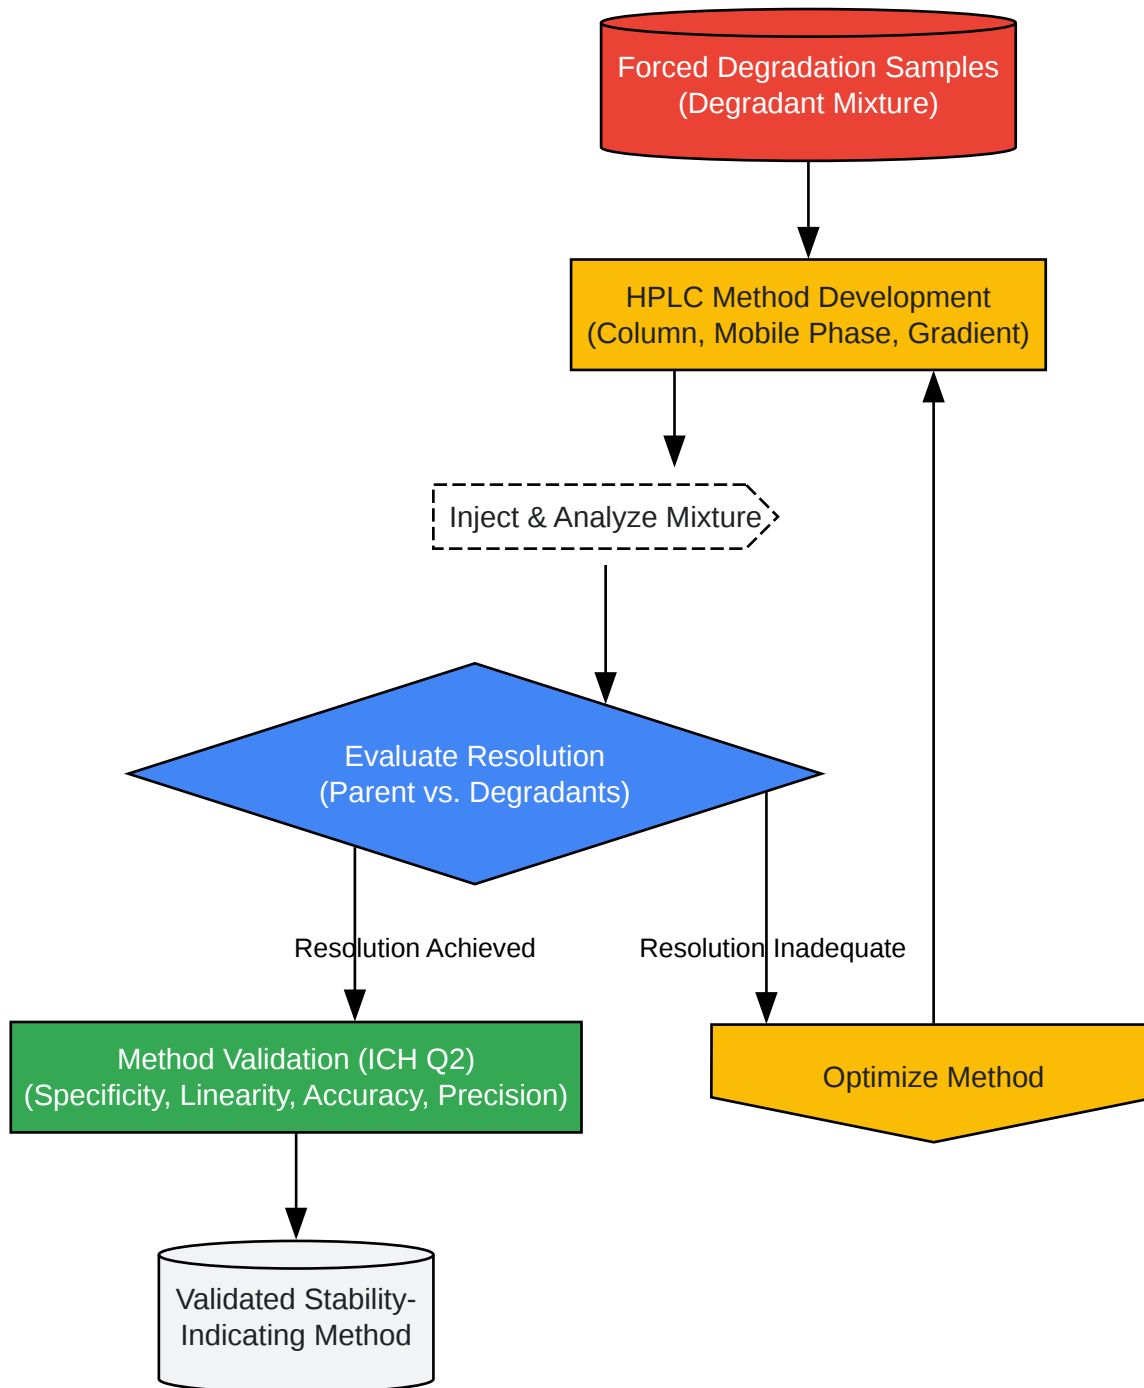 Forced Degradation Samples
(Degradant Mixture)
HPLC Method Development
(Column, Mobile Phase, Gradient)
Inject & Analyze Mixture
Evaluate Resolution
(Parent vs. Degradants)
Resolution Achieved
Resolution Inadequate
Method Validation (ICH Q2)
(Specificity, Linearity, Accuracy, Precision)
Optimize Method
Validated Stability-
Indicating Method